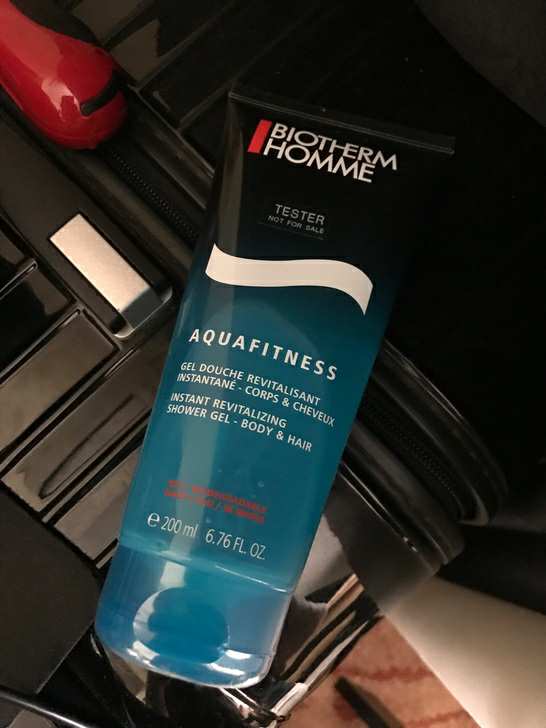 BIOTHERM
HOMME
TESTER
NOT FOR SALE
AQUAFITNESS
GEL DOUCHE REVITALISANT
INSTANTANÉ - CORPS & CHEVEUX
INSTANT REVITALIZING
SHOWER GEL - BODY & HAIR
℮ 200 ml 6.76 FL. OZ.